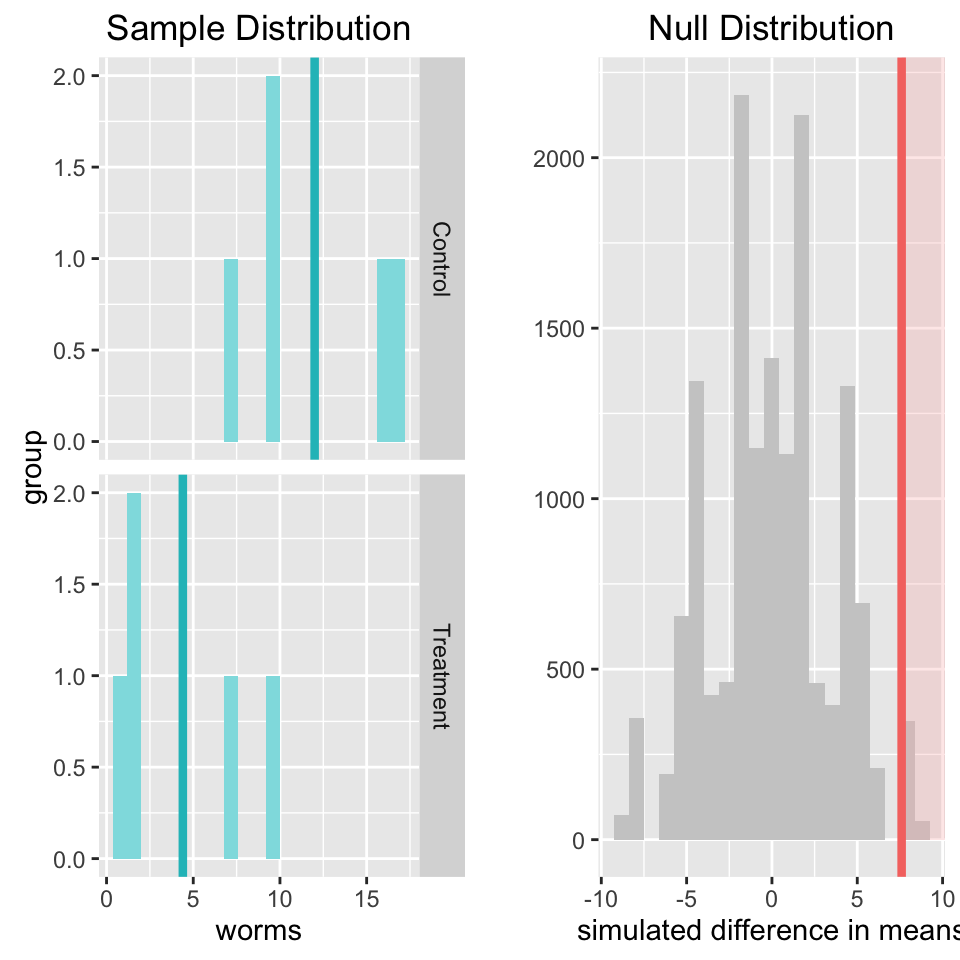 Sample Distribution
2.0
1.5
1.0
0.5
0.0
Control
group
2.0
1.5
1.0
0.5
0.0
Treatment
0 5 10 15
worms
Null Distribution
2000
1500
1000
500
0
-10 -5 0 5 10
simulated difference in means